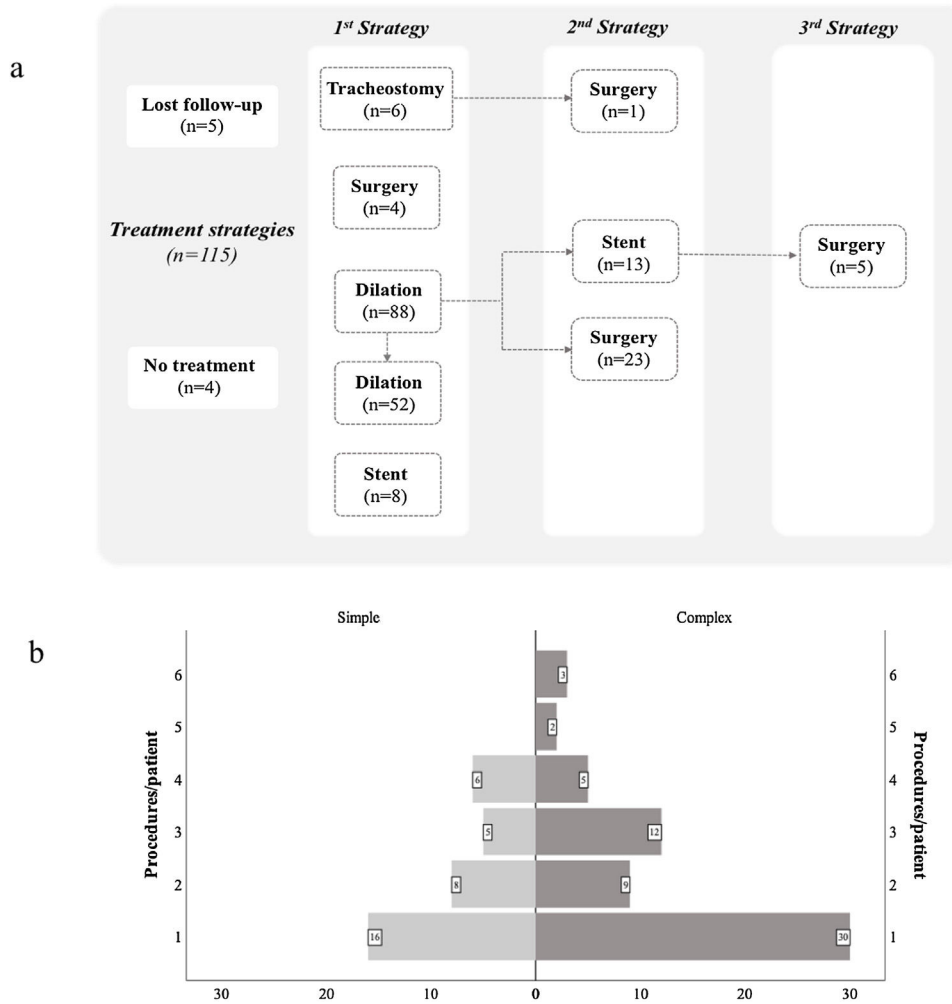 a
1st Strategy
2nd Strategy
3rd Strategy
Lost follow-up
(n=5)
Treatment strategies
(n=115)
No treatment
(n=4)
Tracheostomy
(n=6)
Surgery
(n=4)
Dilation
(n=88)
Dilation
(n=52)
Stent
(n=8)
Surgery
(n=1)
Stent
(n=13)
Surgery
(n=23)
Surgery
(n=5)
b
Simple
Complex
Procedures/patient
6
3
6
5
2
5
4
6
5
4
3
5
12
3
2
8
9
2
1
16
30
1
Procedures/patient
30
20
10
0
10
20
30